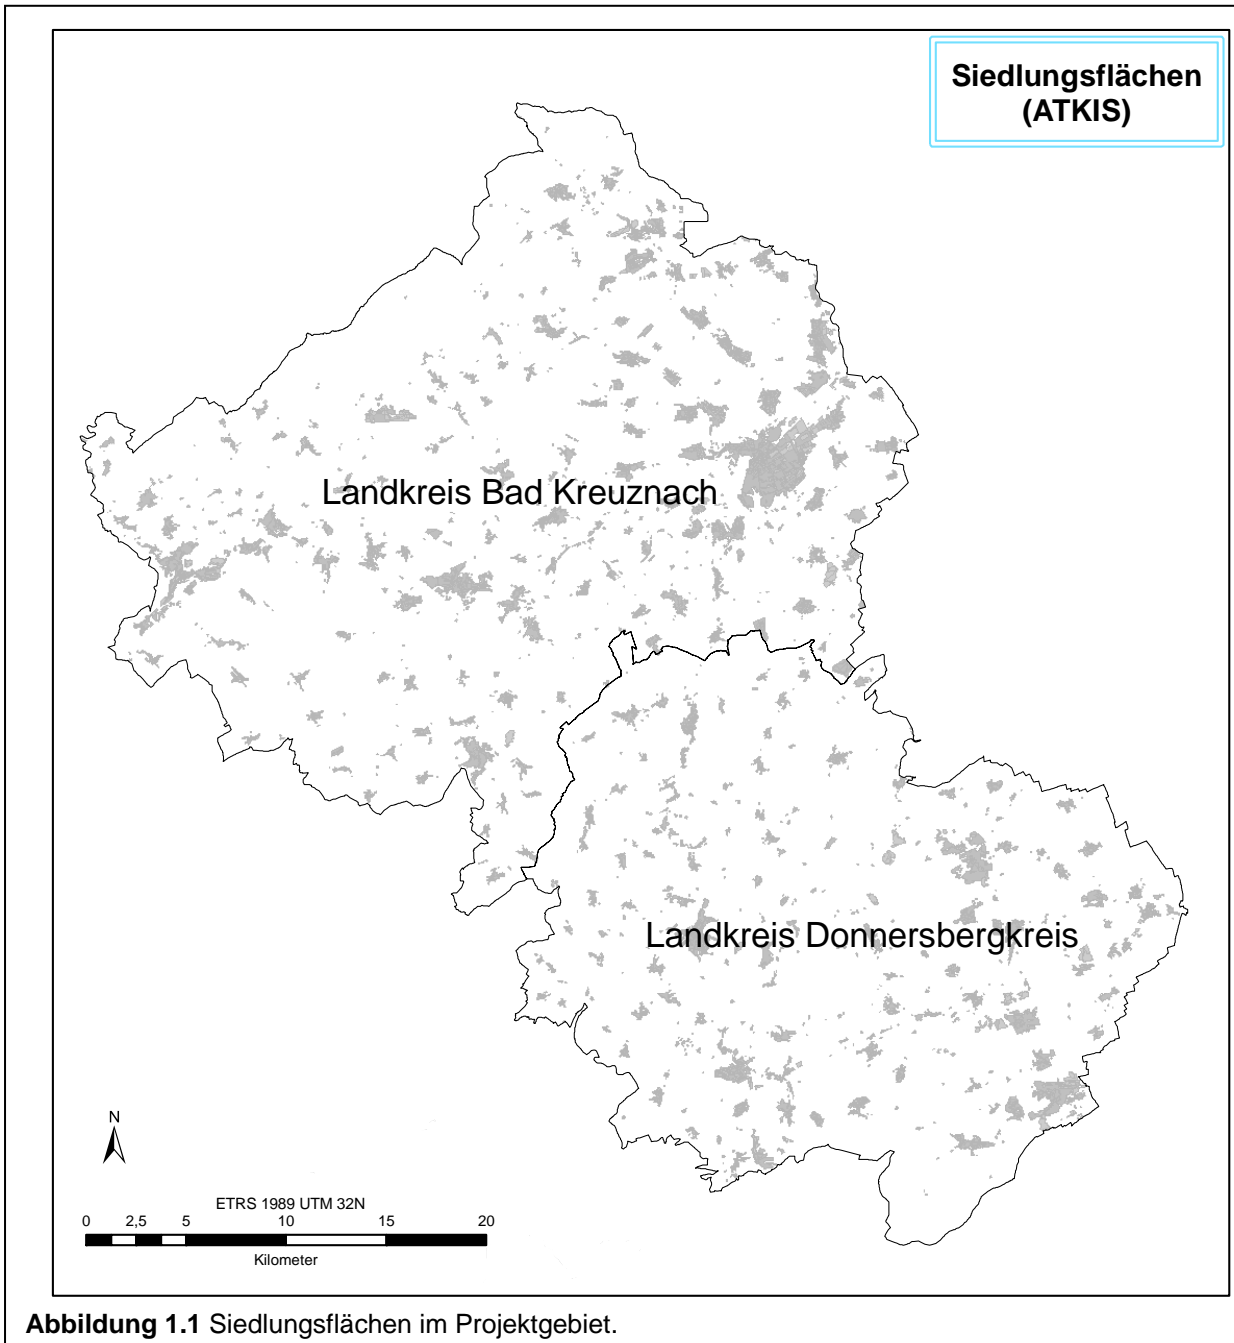 Siedlungsflächen
(ATKIS)
Landkreis Bad Kreuznach
Landkreis Donnersbergkreis
N
ETRS 1989 UTM 32N
0 2,5 5 10 15 20
Kilometer
Abbildung 1.1 Siedlungsflächen im Projektgebiet.